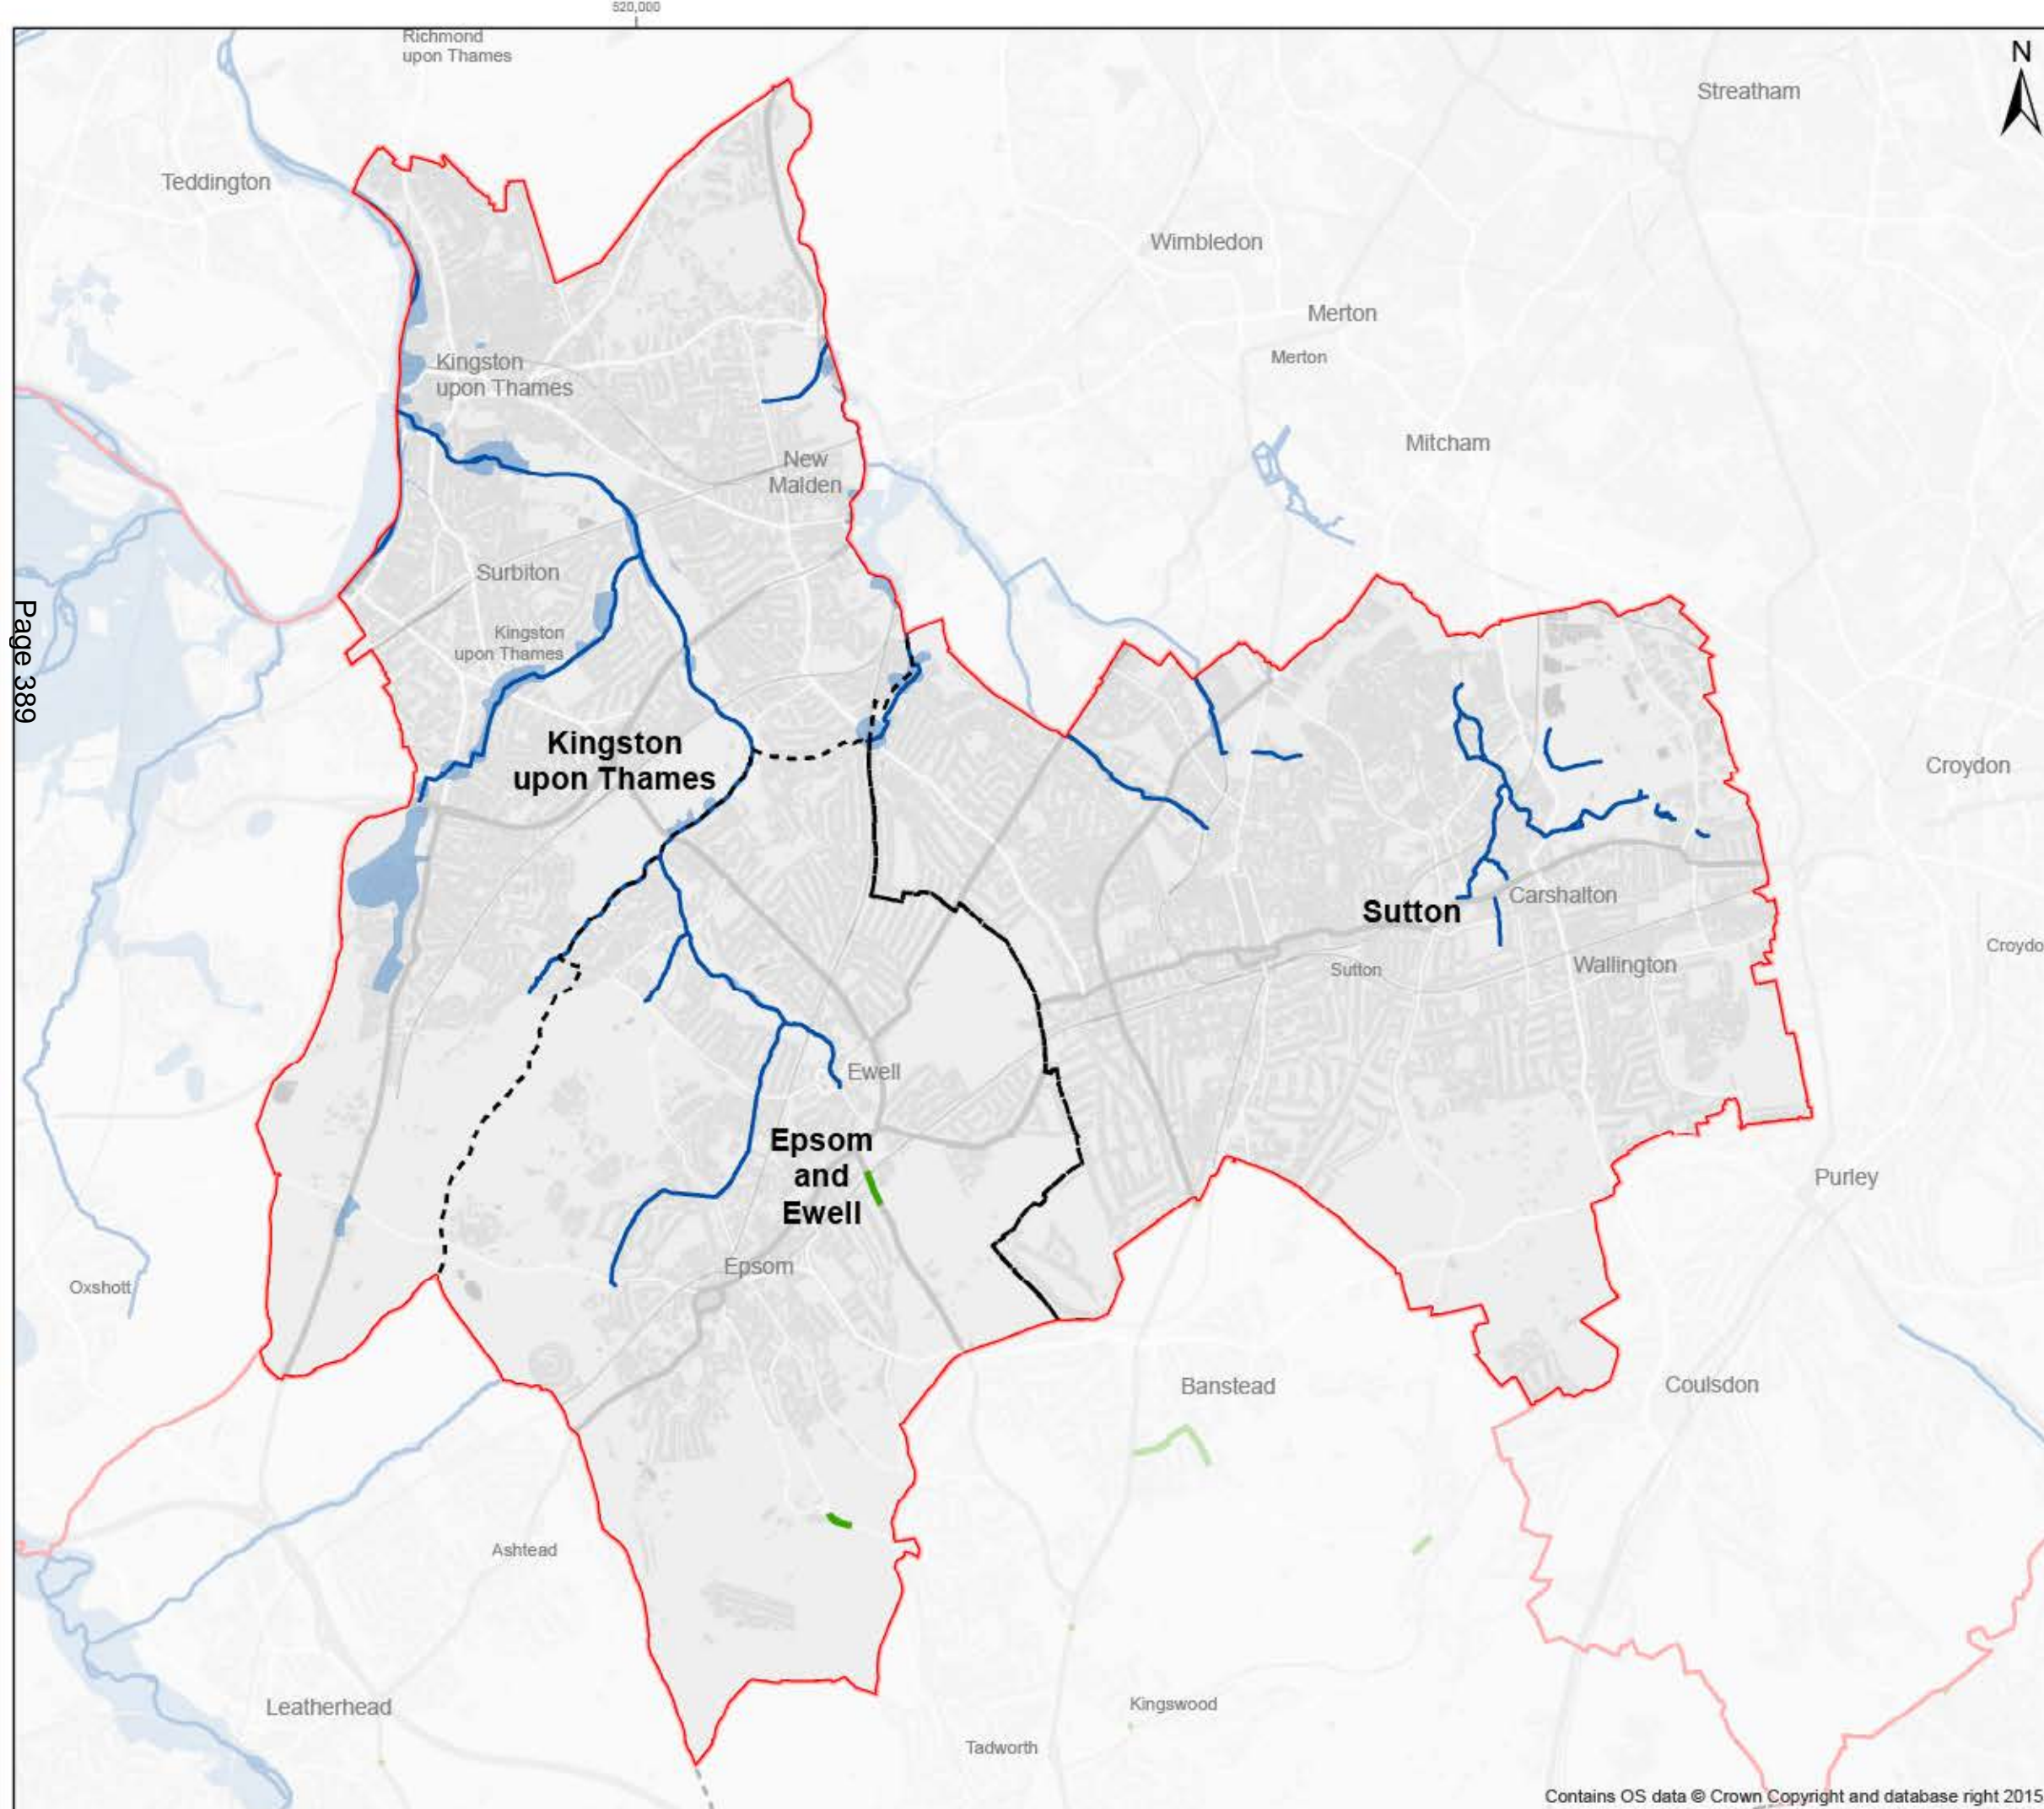 520,000
Richmond
upon Thames
N
Streatham
Teddington
Wimbledon
Merton
Merton
Kingston
upon Thames
Mitcham
New
Malden
Surbiton
Page 389
Kingston
upon Thames
Kingston
upon Thames
Croydon
Carshalton
Sutton
Croydo
Wallington
Sutton
Ewell
Epsom
and
Ewell
Purley
Epsom
Oxshott
Banstead
Coulsdon
Ashtead
Leatherhead
Kingswood
Tadworth
Contains OS data © Crown Copyright and database right 2015